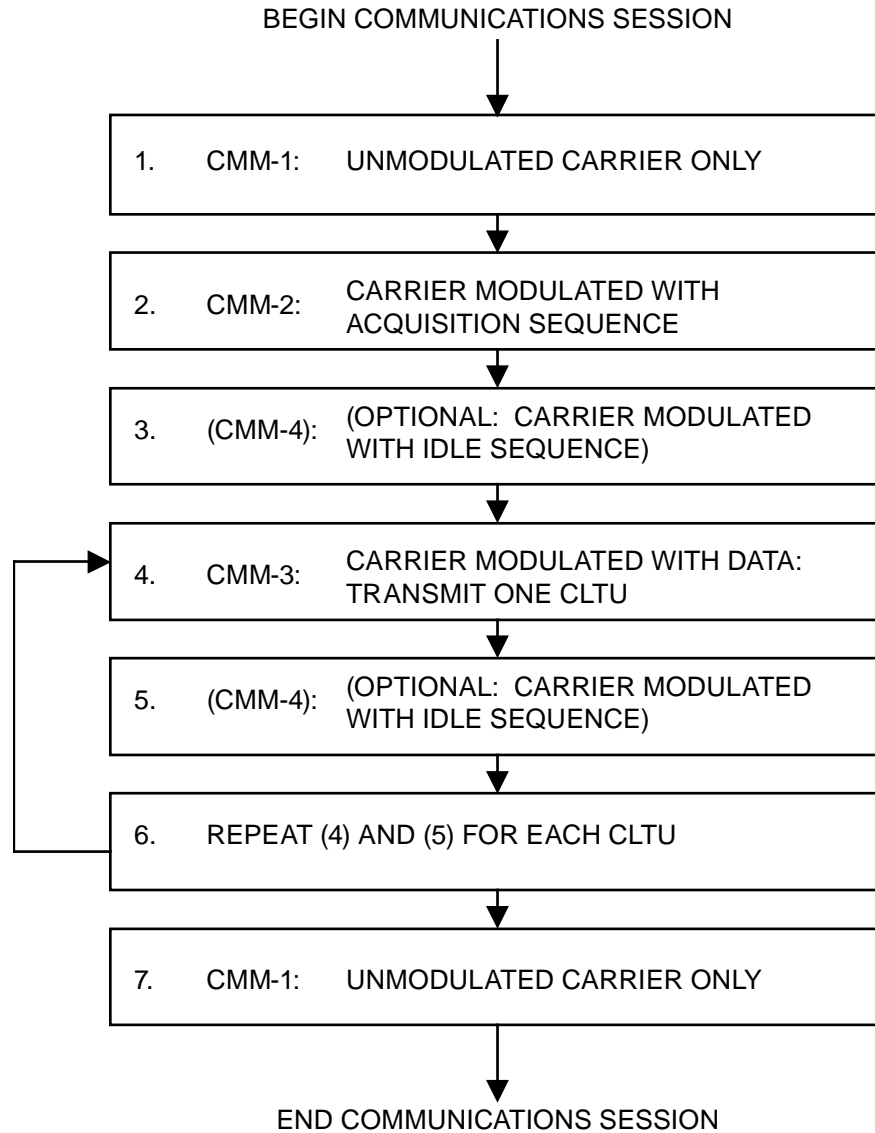 BEGIN COMMUNICATIONS SESSION
1. CMM-1: UNMODULATED CARRIER ONLY
2. CMM-2: CARRIER MODULATED WITH
ACQUISITION SEQUENCE
3. (CMM-4): (OPTIONAL: CARRIER MODULATED
WITH IDLE SEQUENCE)
4. CMM-3: CARRIER MODULATED WITH DATA:
TRANSMIT ONE CLTU
5. (CMM-4): (OPTIONAL: CARRIER MODULATED
WITH IDLE SEQUENCE)
6. REPEAT (4) AND (5) FOR EACH CLTU
7. CMM-1: UNMODULATED CARRIER ONLY
END COMMUNICATIONS SESSION